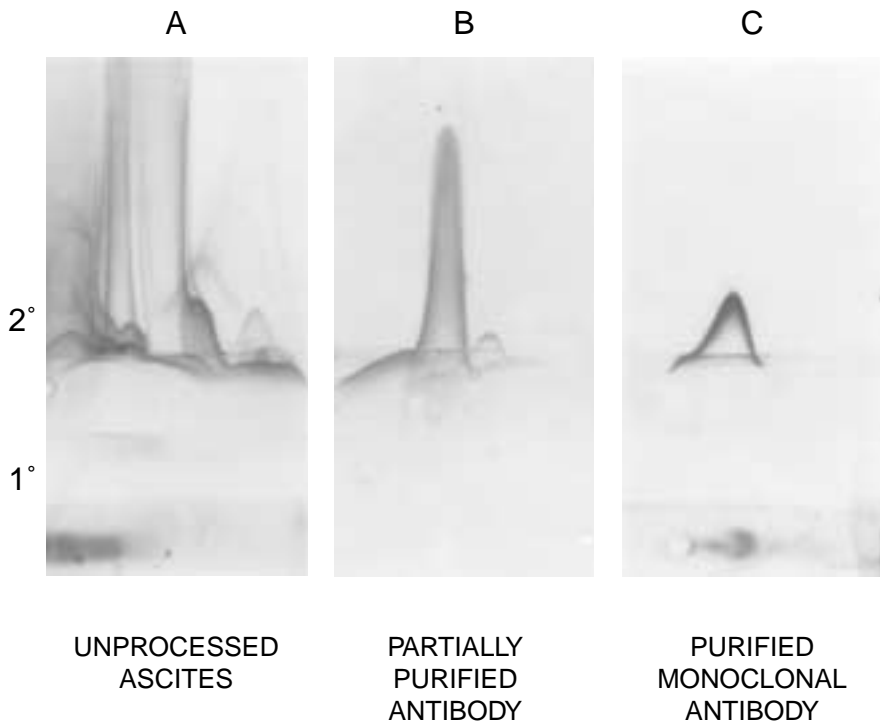 A
B
C
2°
1°
UNPROCESSED
ASCITES
PARTIALLY
PURIFIED
ANTIBODY
PURIFIED
MONOCLONAL
ANTIBODY